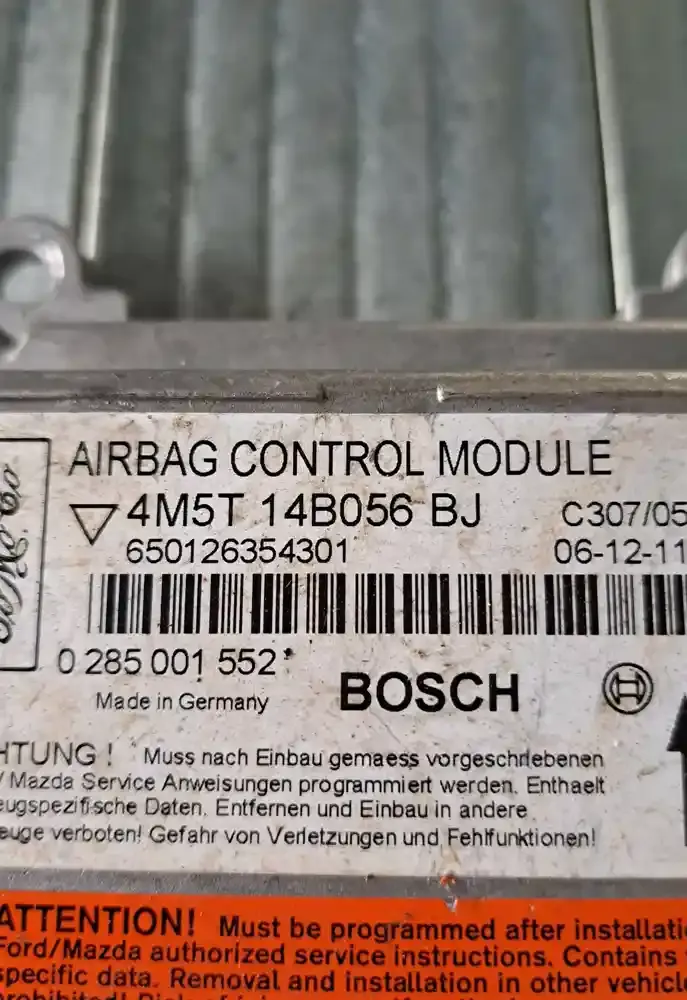 AIRBAG CONTROL MODULE
4M5T 14B056 BJ C307/05
650126354301 06-12-11
0 285 001 552*
Made in Germany BOSCH
HTUNG! Muss nach Einbau gemaess vorgeschriebenen
/Mazda Service Anweisungen programmiert werden. Enthaelt
eugspezifische Daten. Entfernen und Einbau in andere
euge verboten! Gefahr von Verletzungen und Fehlfunktionen!
ATTENTION! Must be programmed after installati
Ford/Mazda authorized service instructions. Contains
specific data. Removal and installation in other vehicl